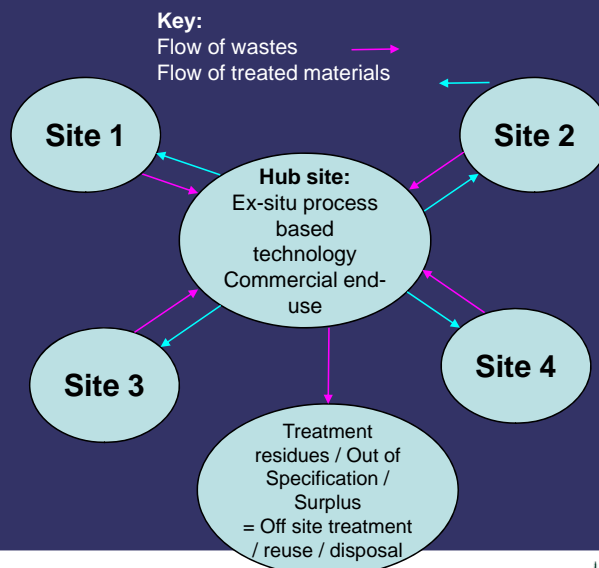 Key:
Flow of wastes
Flow of treated materials
Site 1
Site 2
Hub site:
Ex-situ process
based
technology
Commercial end-
use
Site 3
Site 4
Treatment
residues / Out of
Specification /
Surplus
= Off site treatment
/ reuse / disposal